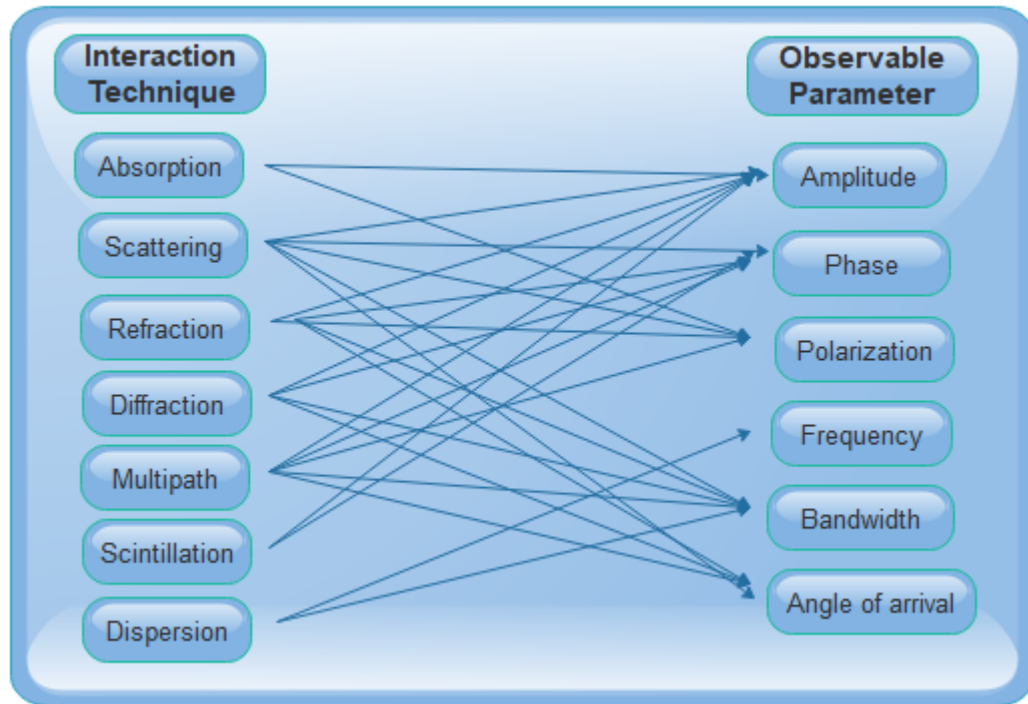 Interaction
Technique
Observable
Parameter
Absorption
Scattering
Refraction
Diffraction
Multipath
Scintillation
Dispersion
Amplitude
Phase
Polarization
Frequency
Bandwidth
Angle of arrival